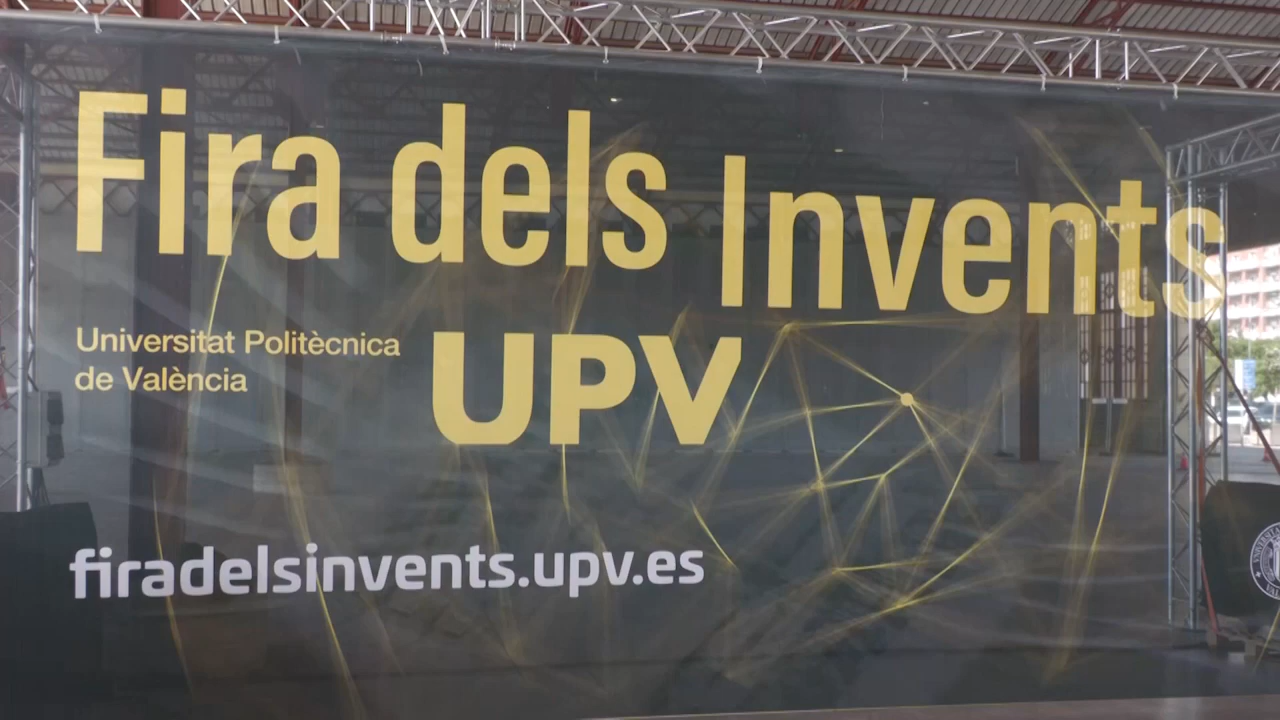 Fira dels Invents
Universitat Politècnica
de València
UPV
firadelsinvents.upv.es